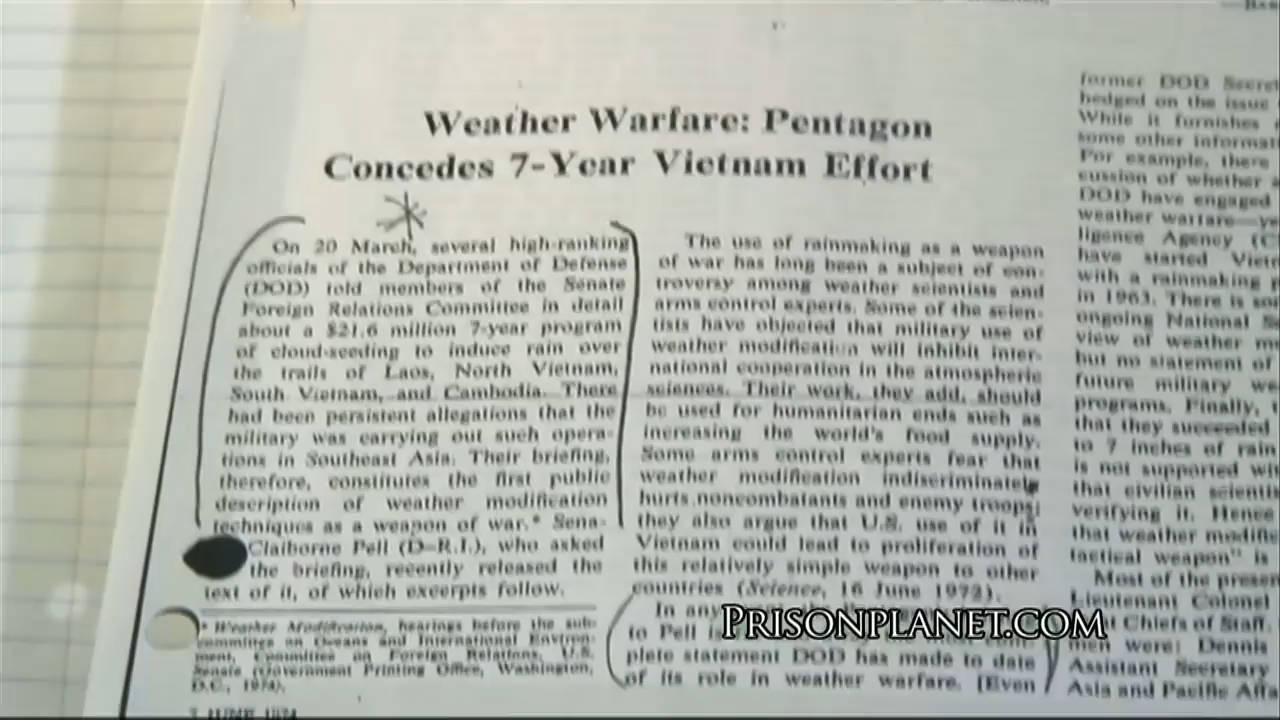 Weather Warfare: Pentagon
Concedes 7-Year Vietnam Effort
On 20 March, several high-ranking
officials of the Department of Defense
(DOD) told members of the Senate
Foreign Relations Committee in detail
about a $21.6 million 7-year program
of cloud-seeding to induce rain over
the trails of Laos, North Vietnam,
South Vietnam, and Cambodia. There
had been persistent allegations that the
military was carrying out such opera-
tions in Southeast Asia. Their briefing,
therefore, constitutes the first public
description of weather modification
techniques as a weapon of war.* Sena-
Claiborne Pell (D–R.I.), who asked
the briefing, recently released the
text of it, of which excerpts follow.
* Weather Modification, hearings before the sub-
committee on Oceans and International Environ-
ment, Committee on Foreign Relations, U.S.
Senate (Government Printing Office, Washington,
D.C., 1974).
7 JUNE 1974
The use of rainmaking as a weapon
of war has long been a subject of con-
troversy among weather scientists and
arms control experts. Some of the scien-
tists have objected that military use of
weather modification will inhibit inter-
national cooperation in the atmospheric
sciences. Their work, they add, should
be used for humanitarian ends such as
increasing the world's food supply.
Some arms control experts fear that
weather modification indiscriminately
hurts noncombatants and enemy troops;
they also argue that U.S. use of it in
Vietnam could lead to proliferation of
this relatively simple weapon to other
countries (Science, 16 June 1972).
In any
to Pell is
plete statement DOD has made to date
of its role in weather warfare. (Even
former DOD Secret
hedged on the issue
While it furnishes
some other informat
For example, there
cussion of whether a
DOD have engaged
weather warfare—ye
ligence Agency (C
have started Viet
with a rainmaking p
in 1963. There is so
ongoing National S
view of weather m
but no statement of
future military we
programs. Finally, t
that they succeeded
to 7 inches of rain
is not supported wi
that civilian scientis
verifying it. Hence
that weather modific
tactical weapon" is
Most of the presen
Lieutenant Colonel
t Chiefs of Staff.
men were: Dennis
Assistant Secretary
Asia and Pacific Affa
PRISONPLANET.COM